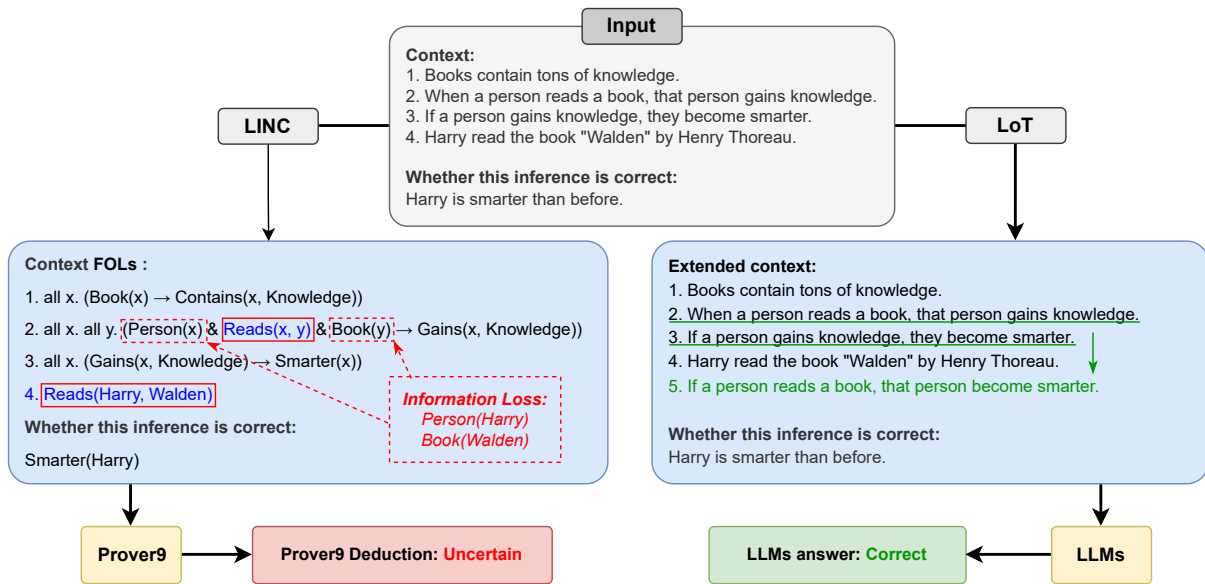 Input
Context:
1. Books contain tons of knowledge.
2. When a person reads a book, that person gains knowledge.
3. If a person gains knowledge, they become smarter.
4. Harry read the book "Walden" by Henry Thoreau.
Whether this inference is correct:
Harry is smarter than before.
LINC
LoT
Context FOLs :
1. all x. (Book(x) → Contains(x, Knowledge))
2. all x. all y. (Person(x) & Reads(x, y) & Book(y) → Gains(x, Knowledge))
3. all x. (Gains(x, Knowledge) → Smarter(x))
4. Reads(Harry, Walden)
Information Loss:
Person(Harry)
Book(Walden)
Whether this inference is correct:
Smarter(Harry)
Extended context:
1. Books contain tons of knowledge.
2. When a person reads a book, that person gains knowledge.
3. If a person gains knowledge, they become smarter.
4. Harry read the book "Walden" by Henry Thoreau.
5. If a person reads a book, that person become smarter.
Whether this inference is correct:
Harry is smarter than before.
Prover9
Prover9 Deduction: Uncertain
LLMs answer: Correct
LLMs